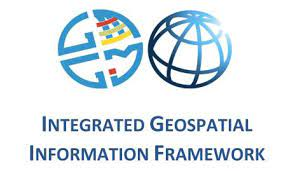 INTEGRATED GEOSPATIAL
INFORMATION FRAMEWORK